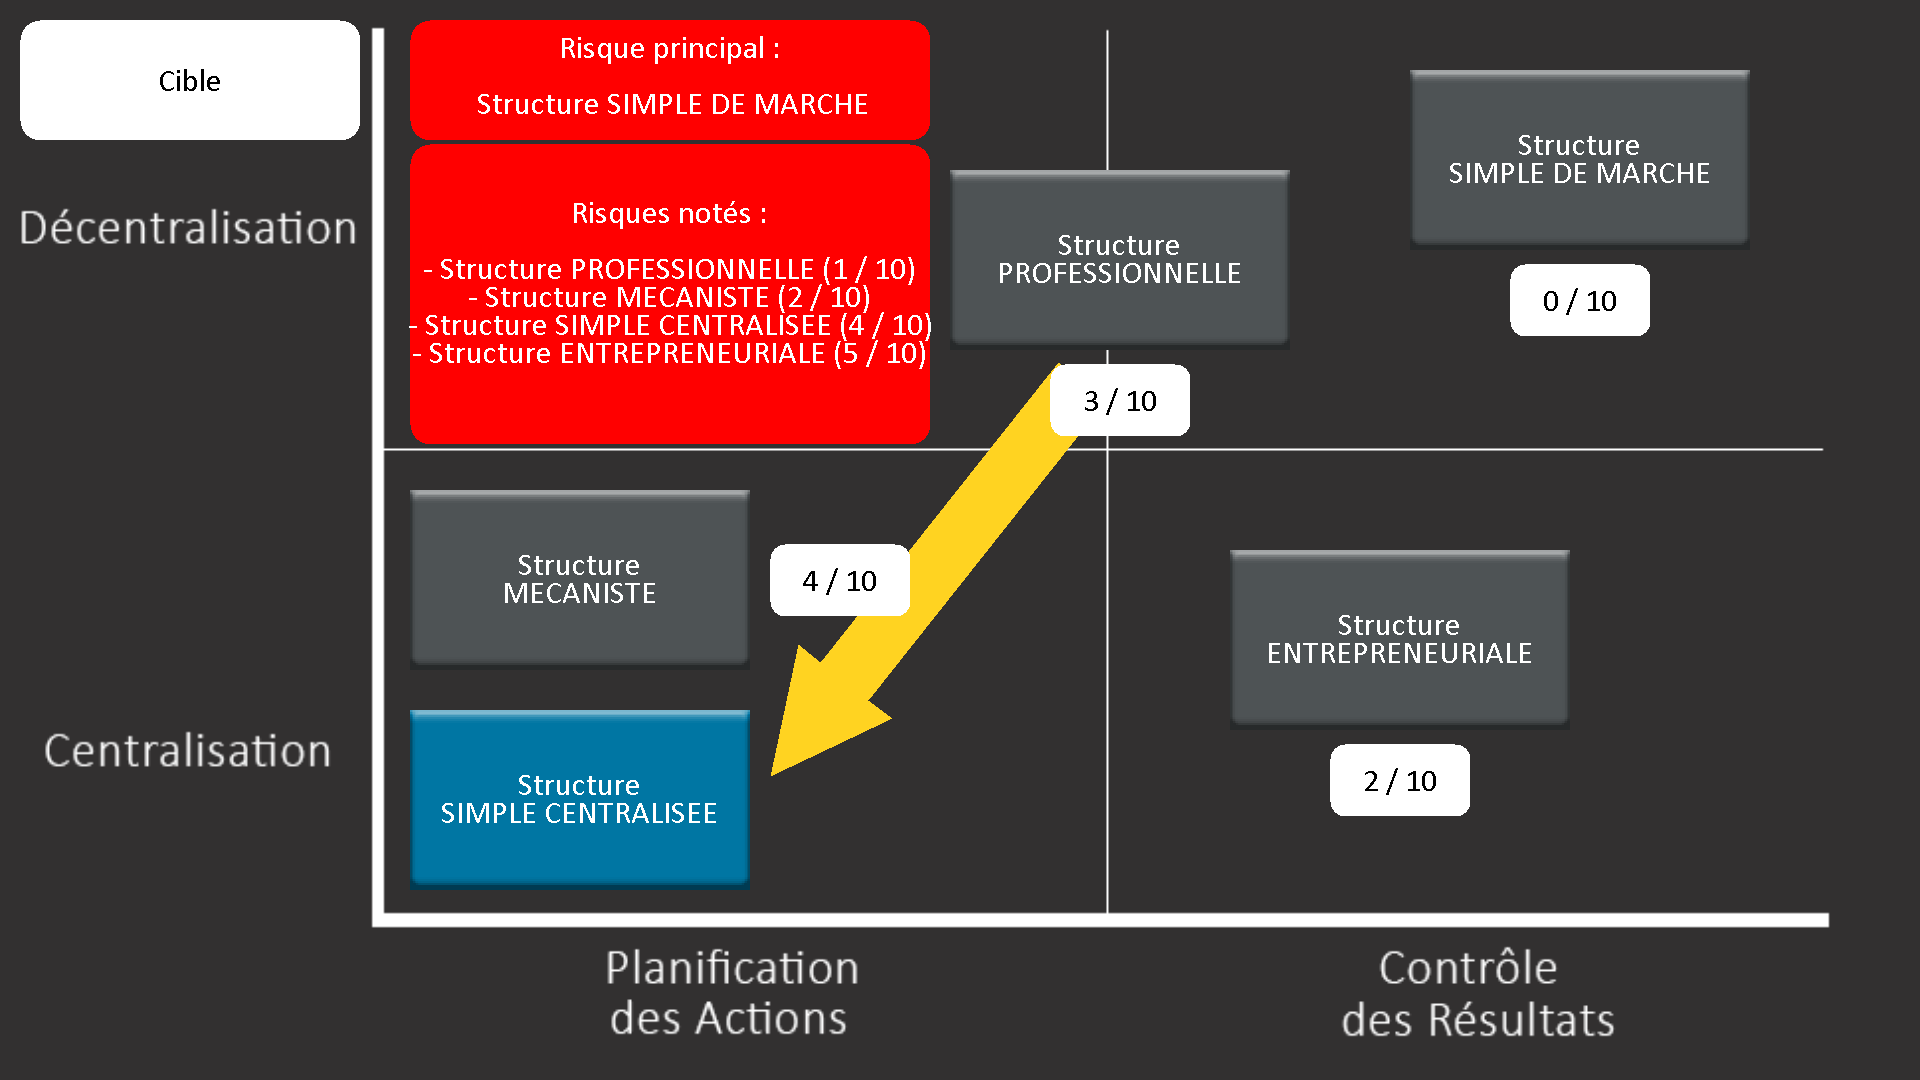 Cible
Risque principal :
Structure SIMPLE DE MARCHE
Risques notés :
- Structure PROFESSIONNELLE (1 / 10)
- Structure MECANISTE (2 / 10)
- Structure SIMPLE CENTRALISEE (4 / 10)
- Structure ENTREPRENEURIALE (5 / 10)
Structure
SIMPLE DE MARCHE
0 / 10
Structure
PROFESSIONNELLE
3 / 10
Décentralisation
Structure
MECANISTE
4 / 10
Structure
ENTREPRENEURIALE
2 / 10
Centralisation
Structure
SIMPLE CENTRALISEE
Planification
des Actions
Contrôle
des Résultats